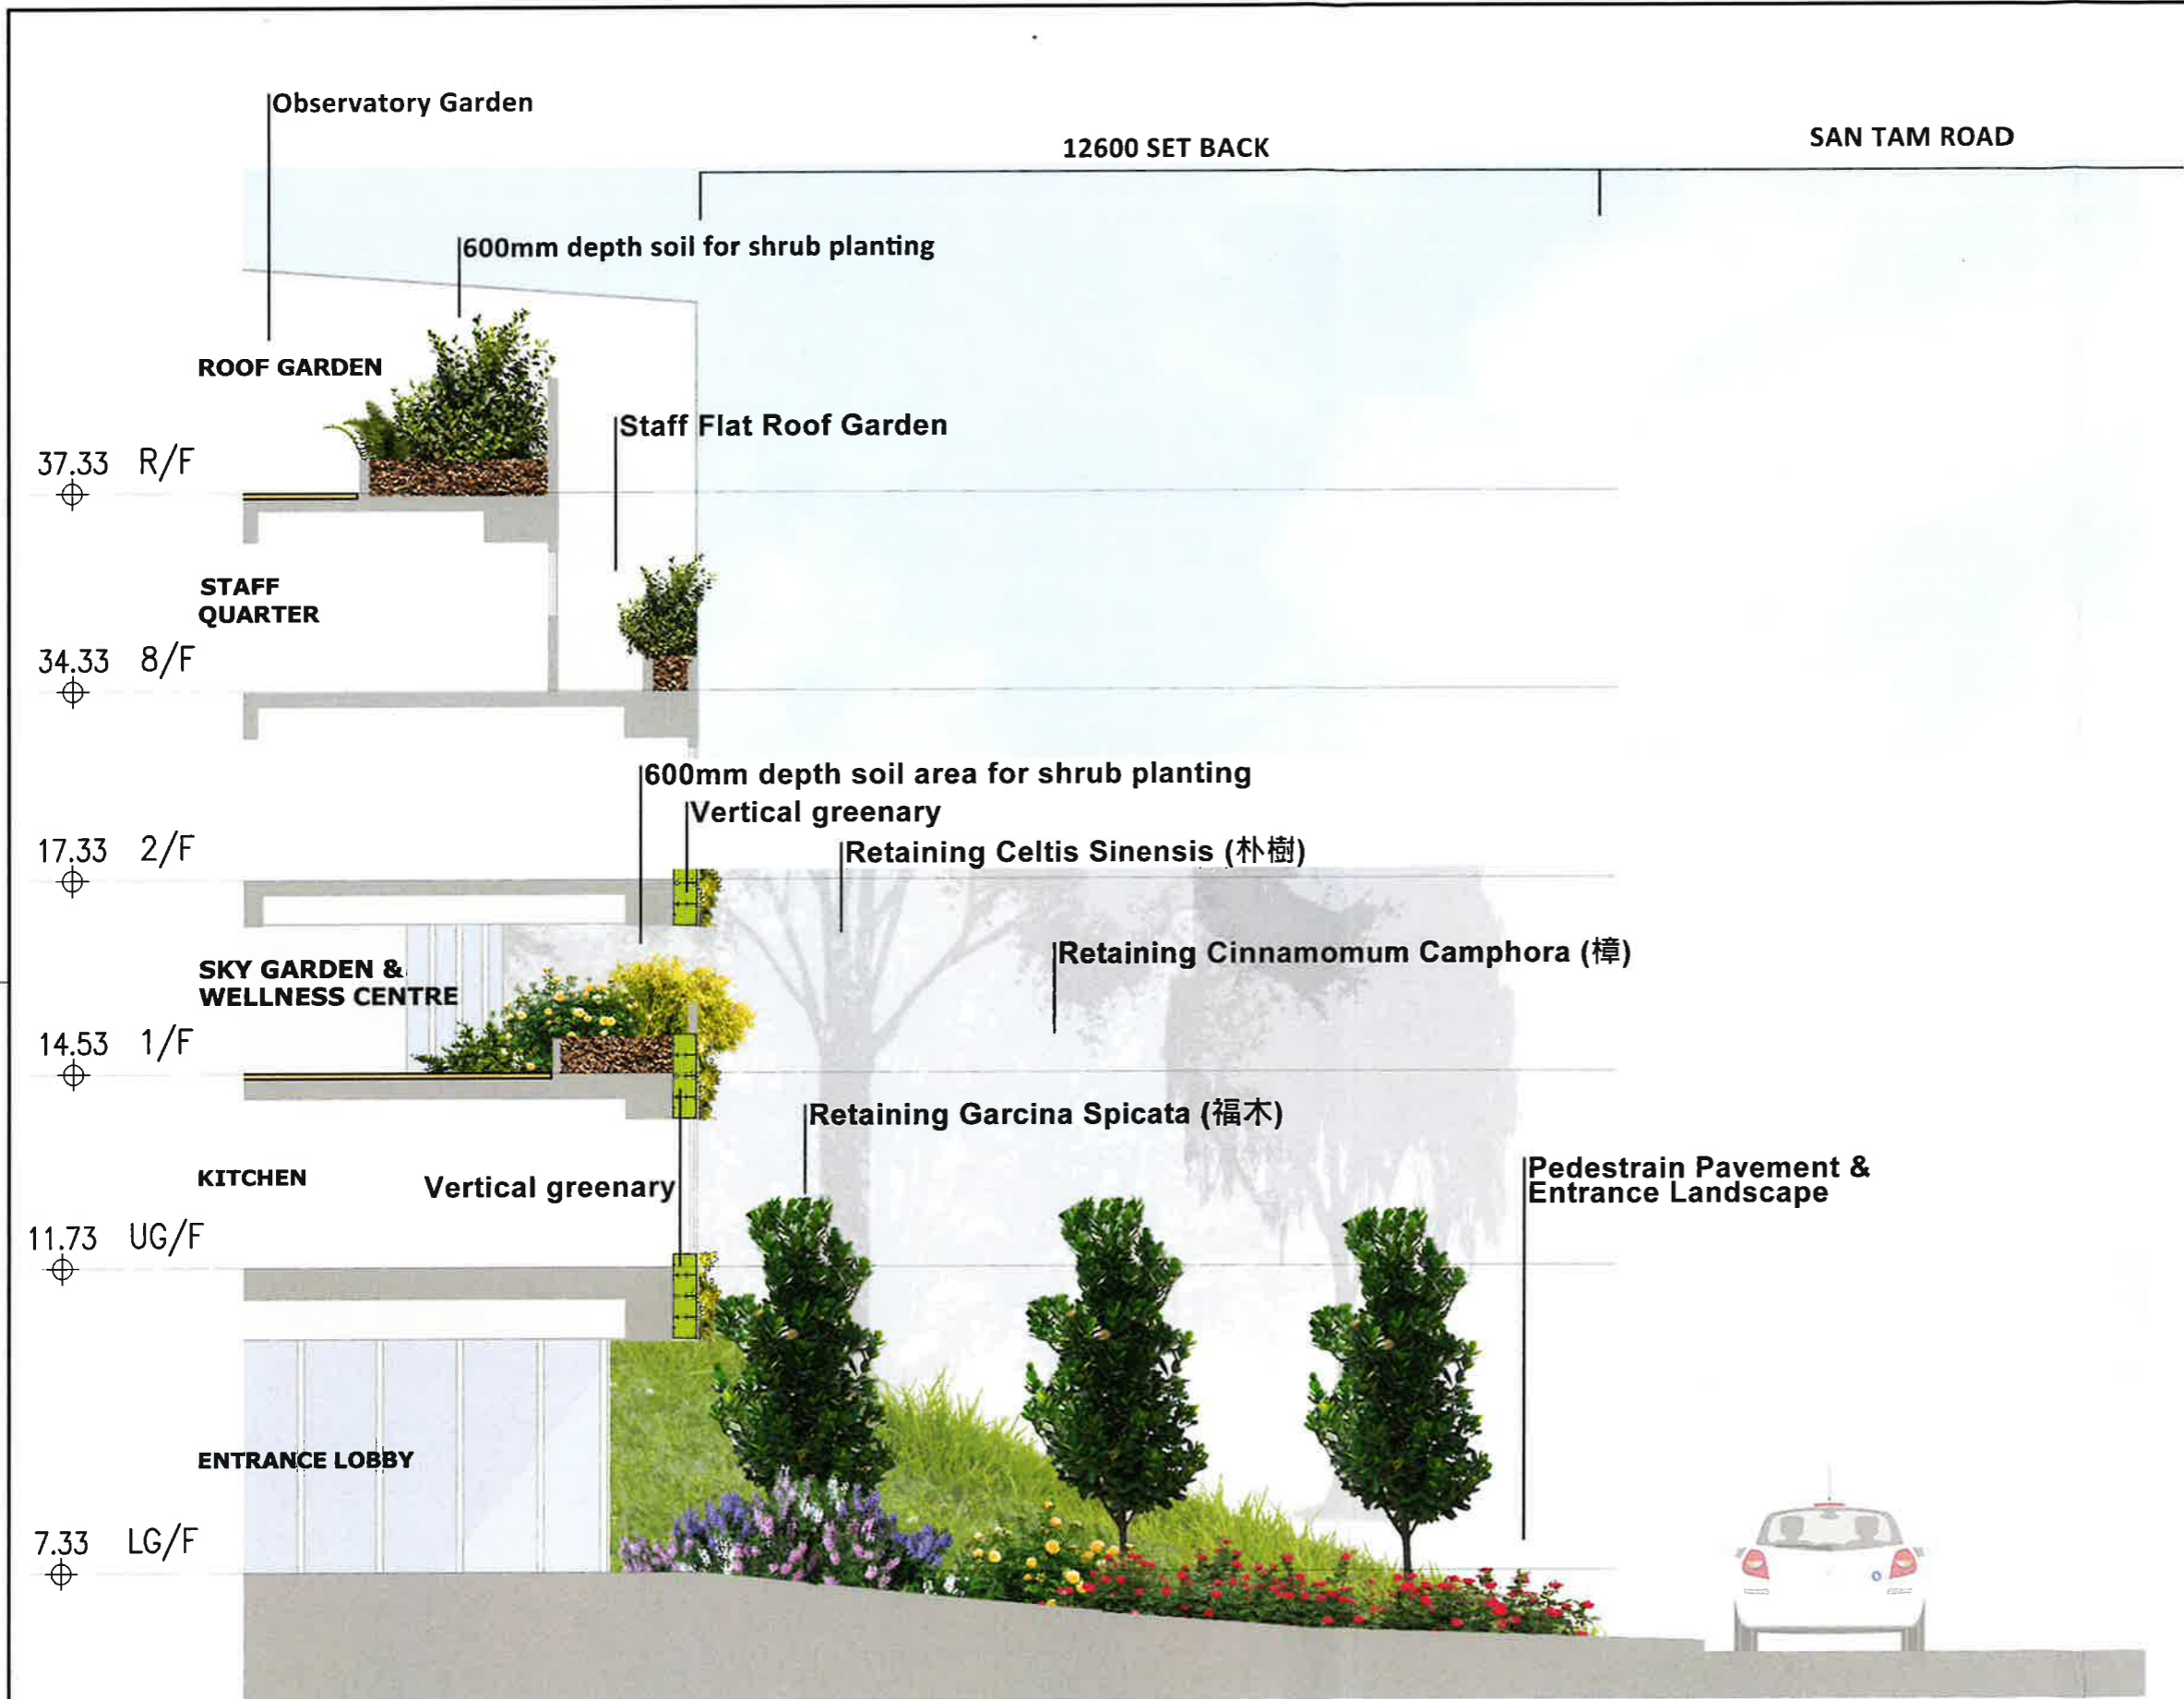 Observatory Garden
12600 SET BACK
SAN TAM ROAD
600mm depth soil for shrub planting
ROOF GARDEN
Staff Flat Roof Garden
37.33 R/F
STAFF
QUARTER
34.33 8/F
600mm depth soil area for shrub planting
Vertical greenary
17.33 2/F
Retaining Celtis Sinensis (朴樹)
Retaining Cinnamomum Camphora (樟)
SKY GARDEN &
WELLNESS CENTRE
14.53 1/F
Retaining Garcina Spicata (福木)
KITCHEN
Vertical greenary
Pedestrain Pavement &
Entrance Landscape
11.73 UG/F
ENTRANCE LOBBY
7.33 LG/F